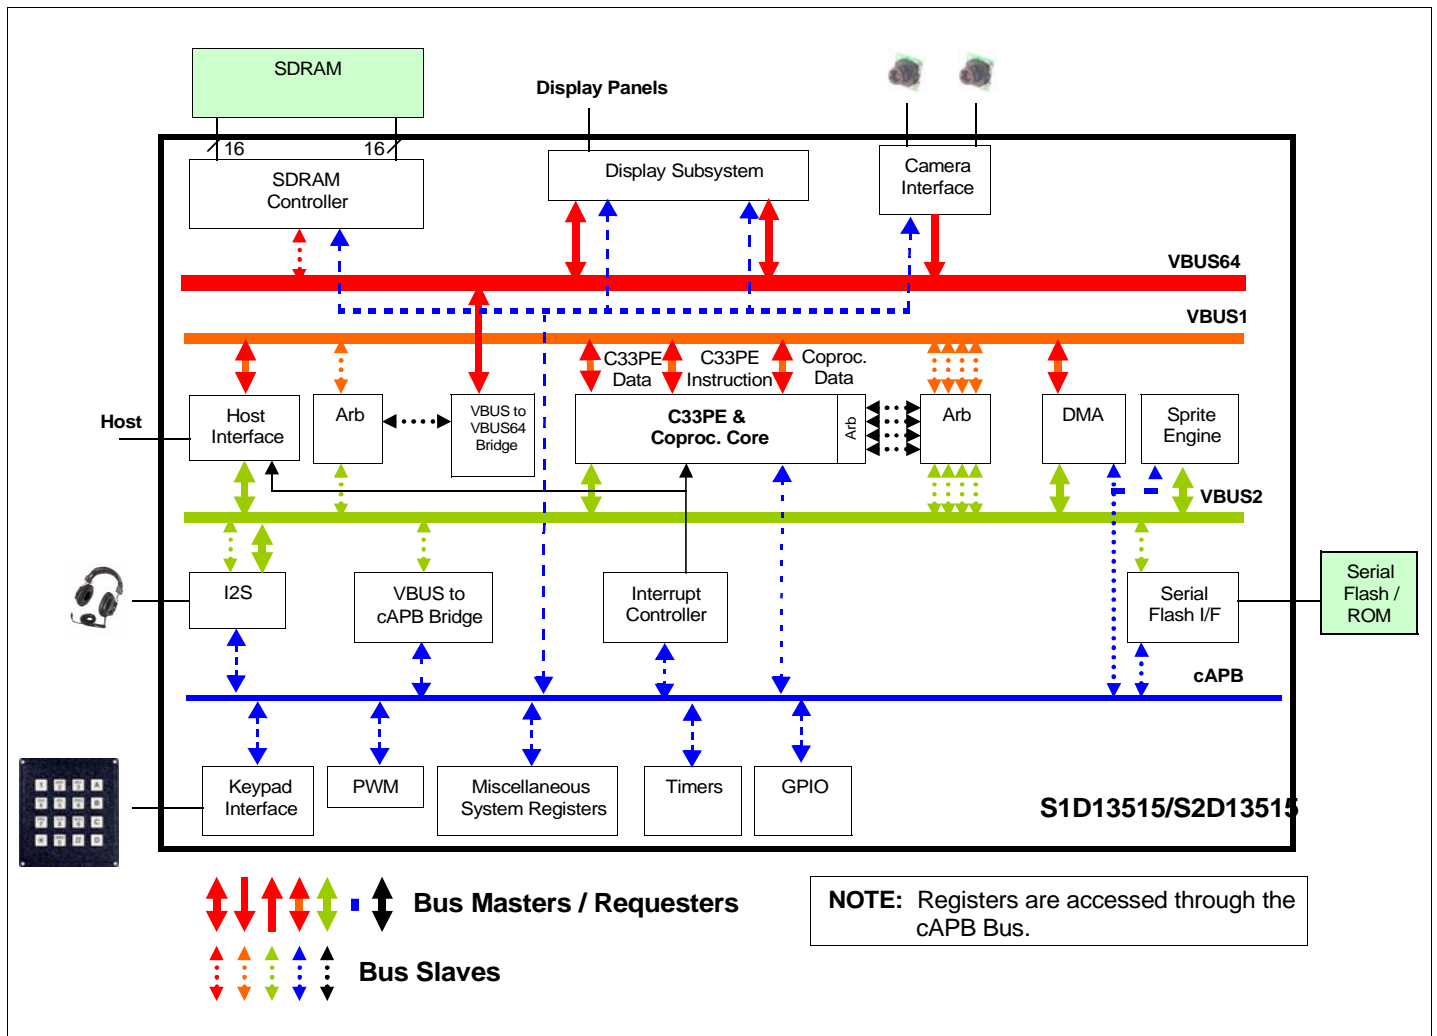 SDRAM
Display Panels
16
16
SDRAM
Controller
Display Subsystem
Camera
Interface
VBUS64
VBUS1
C33PE
Data
C33PE
Instruction
Coproc.
Data
Host
Host
Interface
Arb
VBUS to
VBUS64
Bridge
C33PE &
Coproc. Core
Arb
Arb
DMA
Sprite
Engine
VBUS2
I2S
VBUS to
cAPB Bridge
Interrupt
Controller
Serial
Flash I/F
Serial
Flash /
ROM
cAPB
Keypad
Interface
PWM
Miscellaneous
System Registers
Timers
GPIO
S1D13515/S2D13515
Bus Masters / Requesters
Bus Slaves
NOTE: Registers are accessed through the
cAPB Bus.